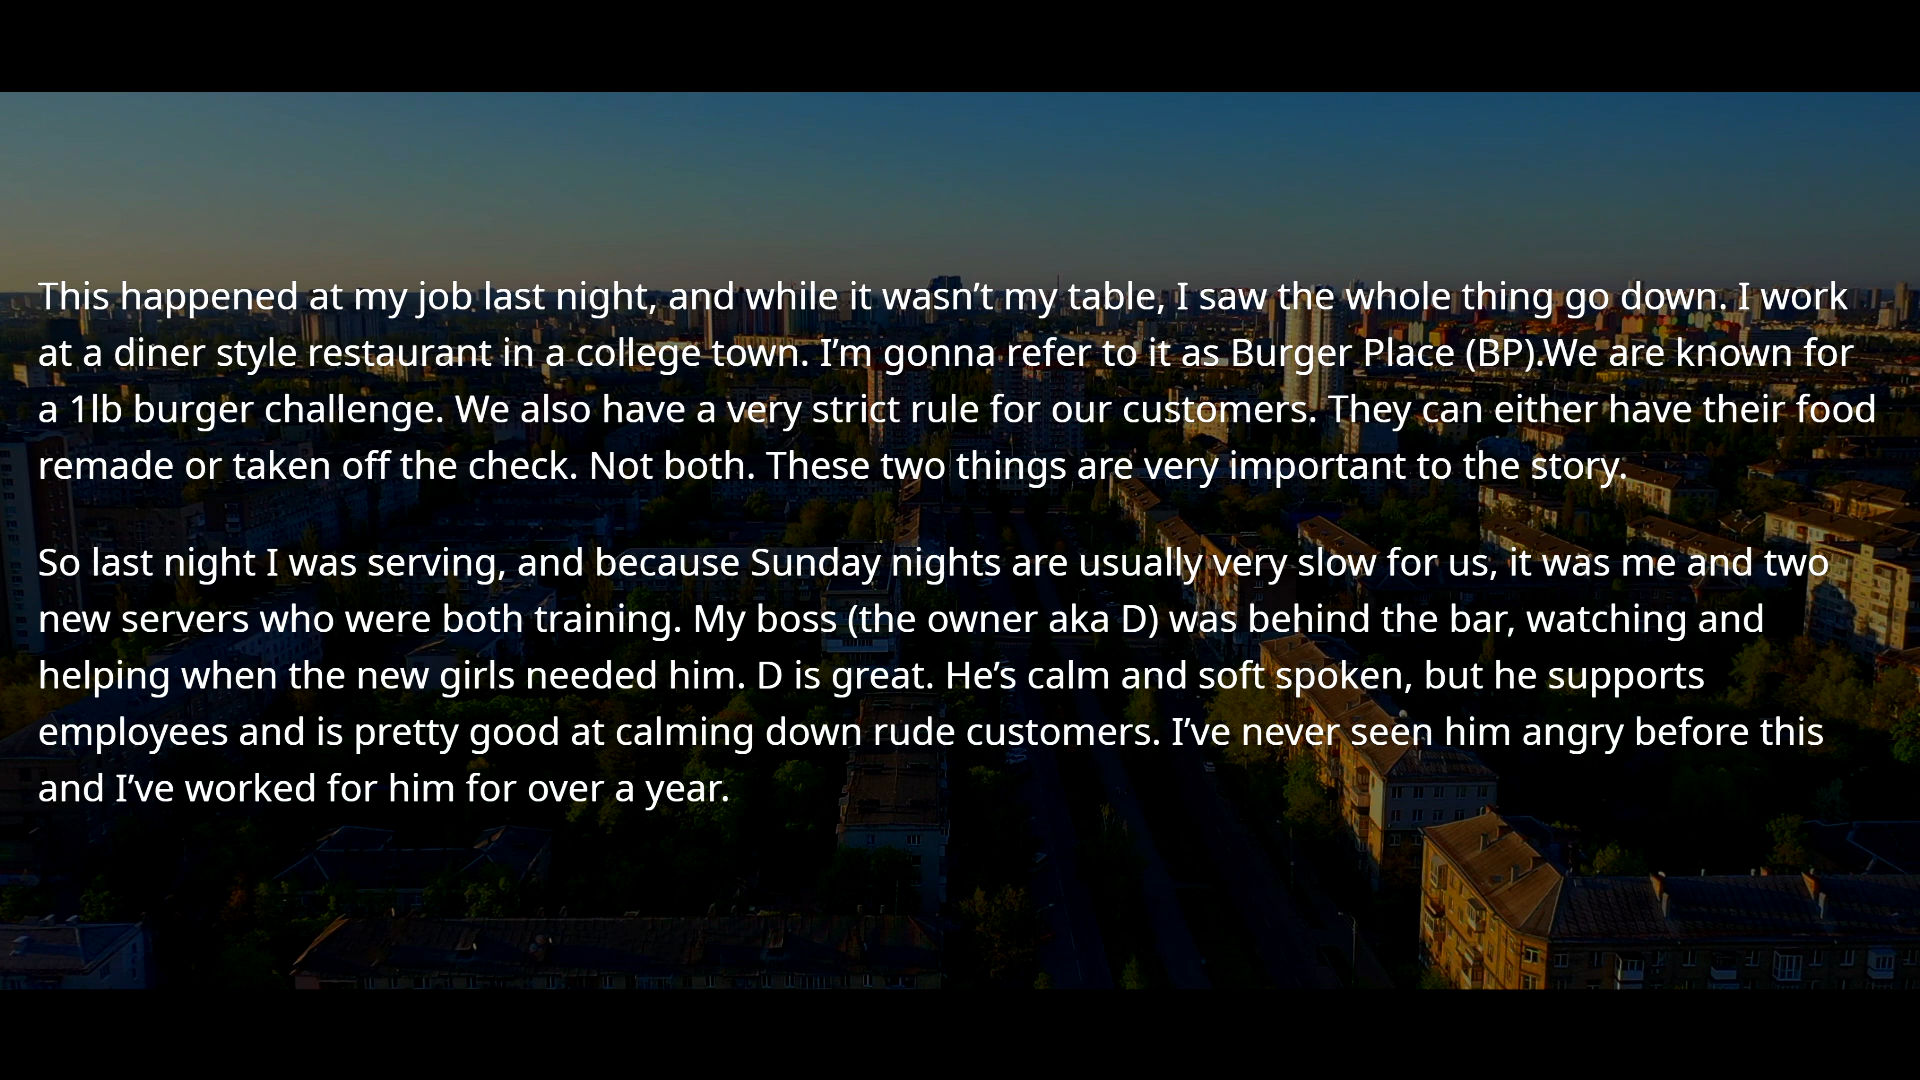 This happened at my job last night, and while it wasn’t my table, I saw the whole thing go down. I work
at a diner style restaurant in a college town. I’m gonna refer to it as Burger Place (BP).We are known for
a 1lb burger challenge. We also have a very strict rule for our customers. They can either have their food
remade or taken off the check. Not both. These two things are very important to the story.
So last night I was serving, and because Sunday nights are usually very slow for us, it was me and two
new servers who were both training. My boss (the owner aka D) was behind the bar, watching and
helping when the new girls needed him. D is great. He’s calm and soft spoken, but he supports
employees and is pretty good at calming down rude customers. I’ve never seen him angry before this
and I’ve worked for him for over a year.